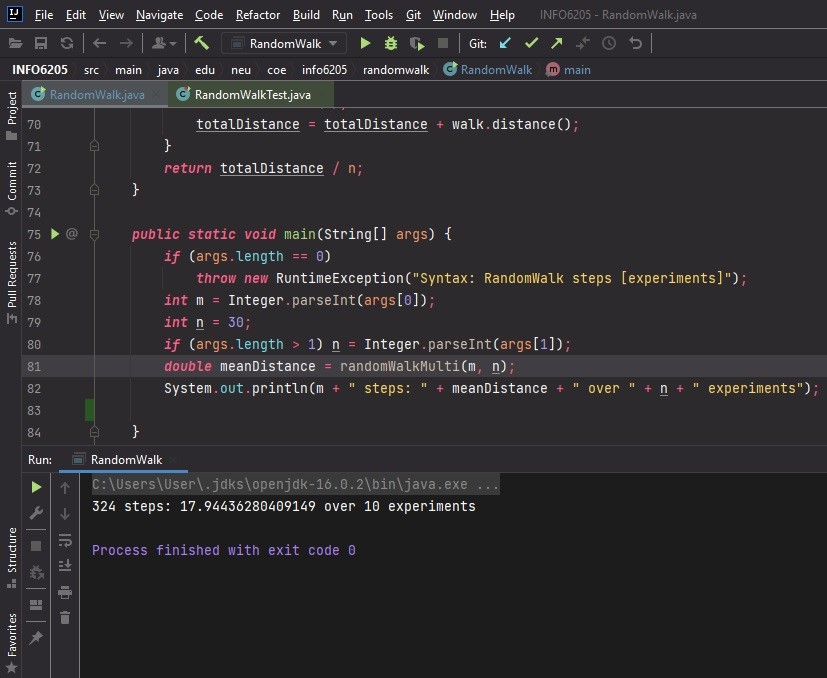 File Edit View Navigate Code Refactor Build Run Tools Git Window Help INFO6205 - RandomWalk.java
RandomWalk Git:
INFO6205 src main java edu neu coe info6205 randomwalk RandomWalk main
RandomWalk.java RandomWalkTest.java
Project
Commit
Pull Requests
70 totalDistance = totalDistance + walk.distance();
71 }
72 return totalDistance / n;
73 }
74
75 @ public static void main(String[] args) {
76 if (args.length == 0)
77 throw new RuntimeException("Syntax: RandomWalk steps [experiments]");
78 int m = Integer.parseInt(args[0]);
79 int n = 30;
80 if (args.length > 1) n = Integer.parseInt(args[1]);
81 double meanDistance = randomWalkMulti(m, n);
82 System.out.println(m + " steps: " + meanDistance + " over " + n + " experiments");
83
84 }
Run: RandomWalk
C:\Users\User\.jdks\openjdk-16.0.2\bin\java.exe ...
324 steps: 17.94436280409149 over 10 experiments
Process finished with exit code 0
Structure
Favorites